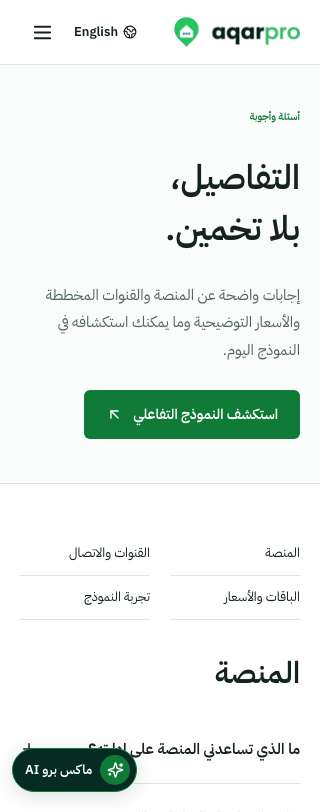 aqarpro
English
أسئلة وأجوبة
التفاصيل،
بلا تخمين.
إجابات واضحة عن المنصة والقنوات المخططة
والأسعار التوضيحية وما يمكنك استكشافه في
النموذج اليوم.
استكشف النموذج التفاعلي
المنصة
القنوات والاتصال
الباقات والأسعار
تجربة النموذج
المنصة
ما الذي تساعدني المنصة على إدارته؟
ماكس برو AI